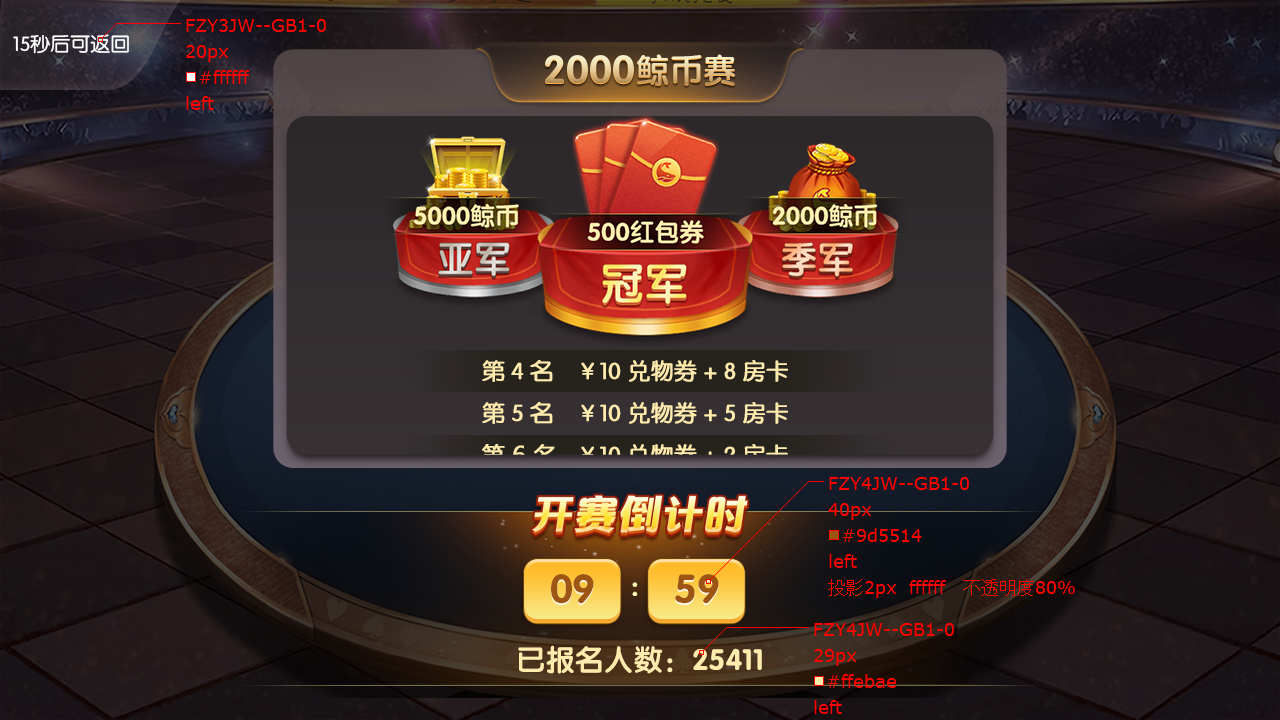 FZY3JW--GB1-0
15秒后可返回
20px
#ffffff
left
2000鲸币赛
5000鲸币
2000鲸币
500红包券
亚军
季军
冠军
第 4 名 ￥10 兑物券 + 8 房卡
第 5 名 ￥10 兑物券 + 5 房卡
FZY4JW--GB1-0
40px
#9d5514
left
投影2px ffffff 不透明度80%
开赛倒计时
09 : 59
FZY4JW--GB1-0
29px
#ffebae
left
已报名人数：25411